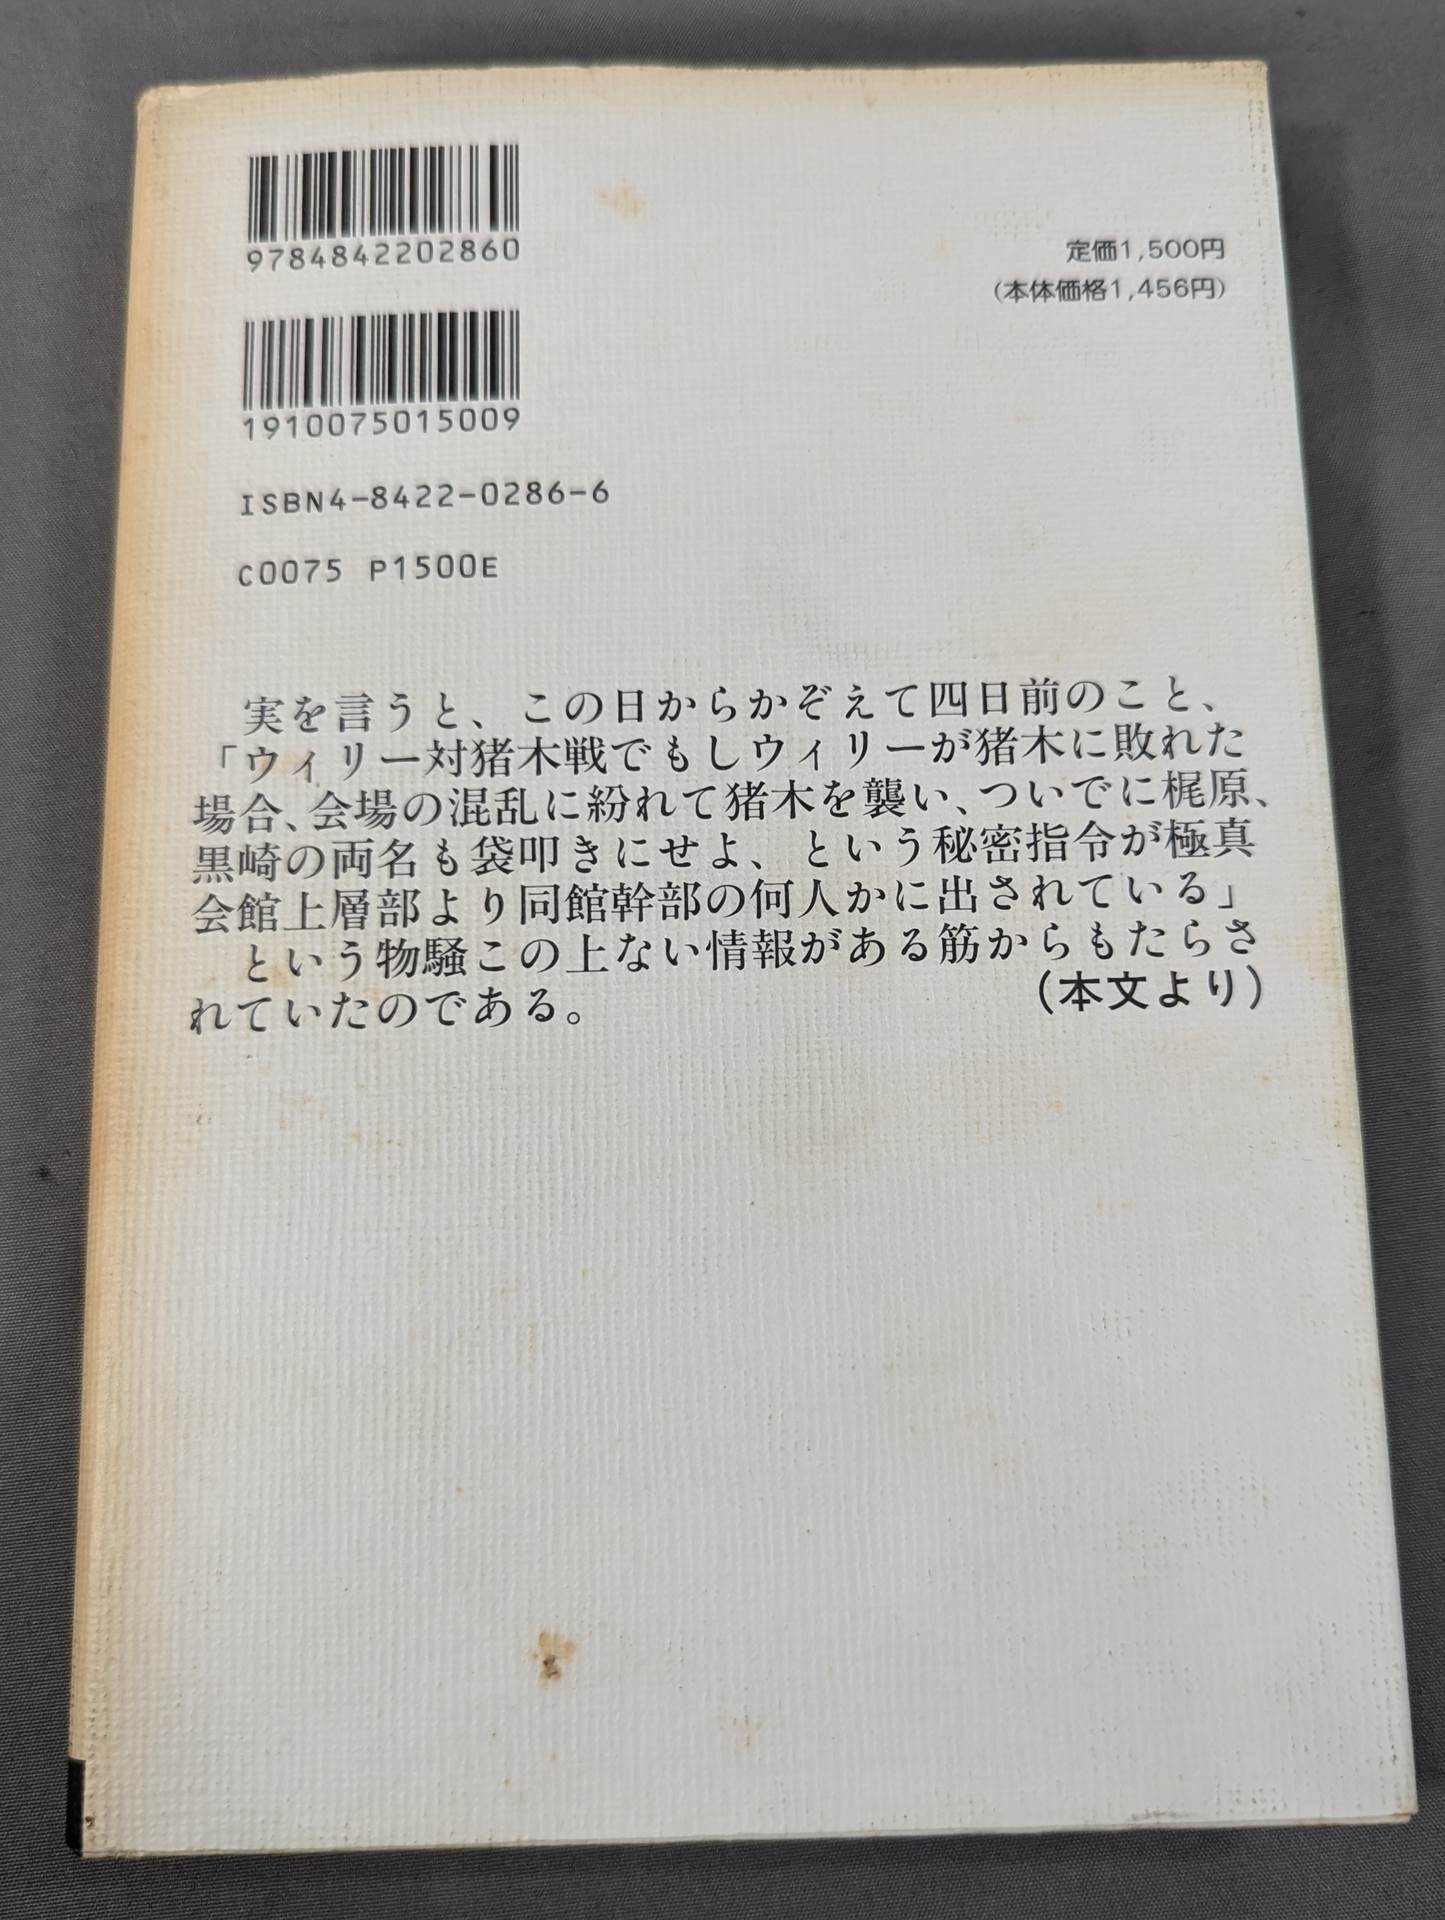 9784842202860
定価1,500円
(本体価格1,456円)
1910075015009
ISBN4-8422-0286-6
C0075 P1500E
実を言うと、この日からかぞえて四日前のこと、
「ウィリー対猪木戦でもしウィリーが猪木に敗れた
場合、会場の混乱に紛れて猪木を襲い、ついでに梶原、
黒崎の両名も袋叩きにせよ、という秘密指令が極真
会館上層部より同館幹部の何人かに出されている」
という物騒この上ない情報がある筋からもたらさ
れていたのである。
(本文より)